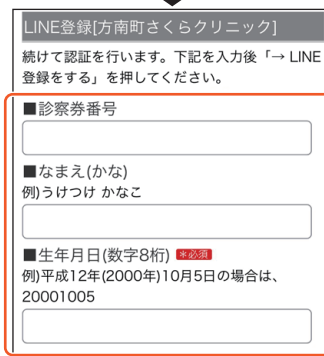 LINE登録[方南町さくらクリニック]
続けて認証を行います。下記を入力後「→ LINE
登録をする」を押してください。
■診察券番号
■なまえ(かな)
例)うけつけ かなこ
■生年月日(数字8桁) *必須
例)平成12年(2000年)10月5日の場合は、
20001005